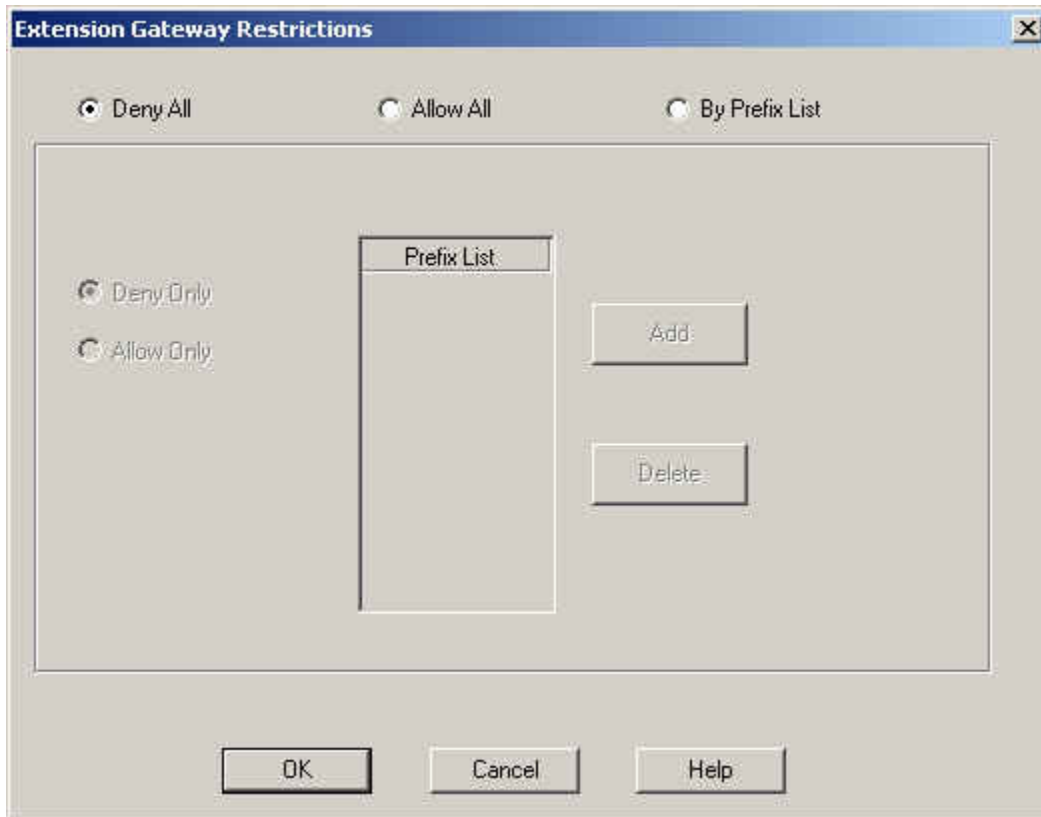 Extension Gateway Restrictions
Deny All
Allow All
By Prefix List
Prefix List
Deny Only
Allow Only
Add
Delete
OK
Cancel
Help